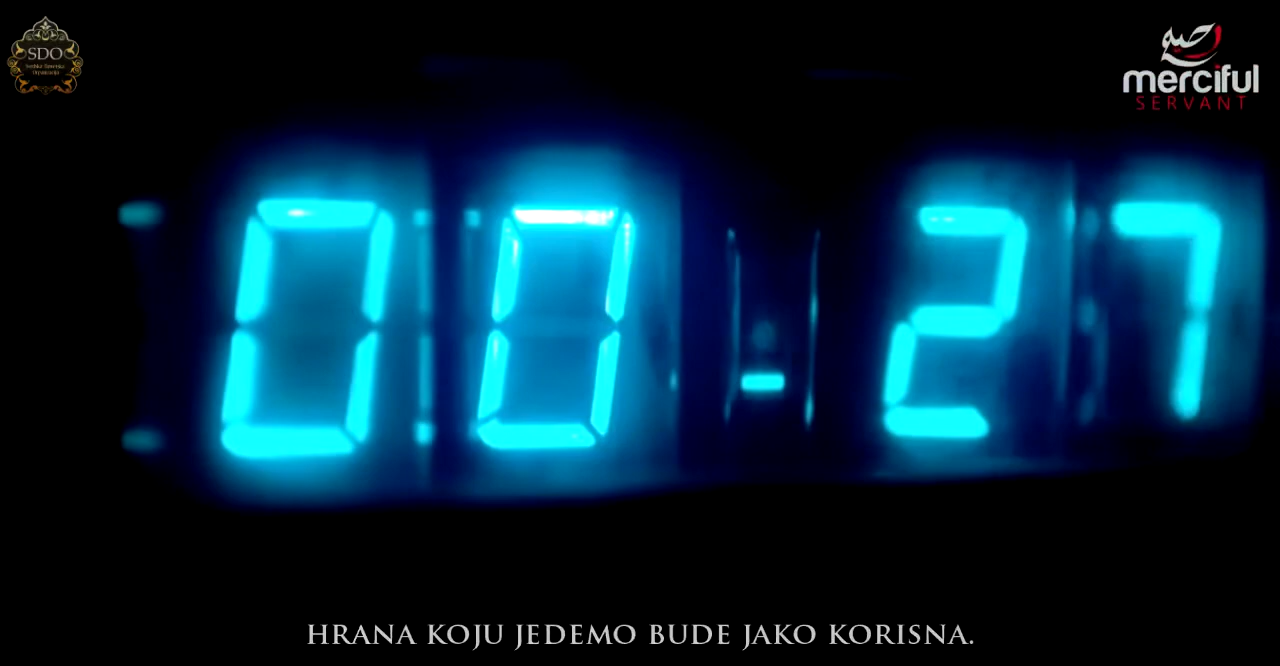 SDO
merciful
SERVANT
00:27
HRANA KOJU JEDEMO BUDE JAKO KORISNA.